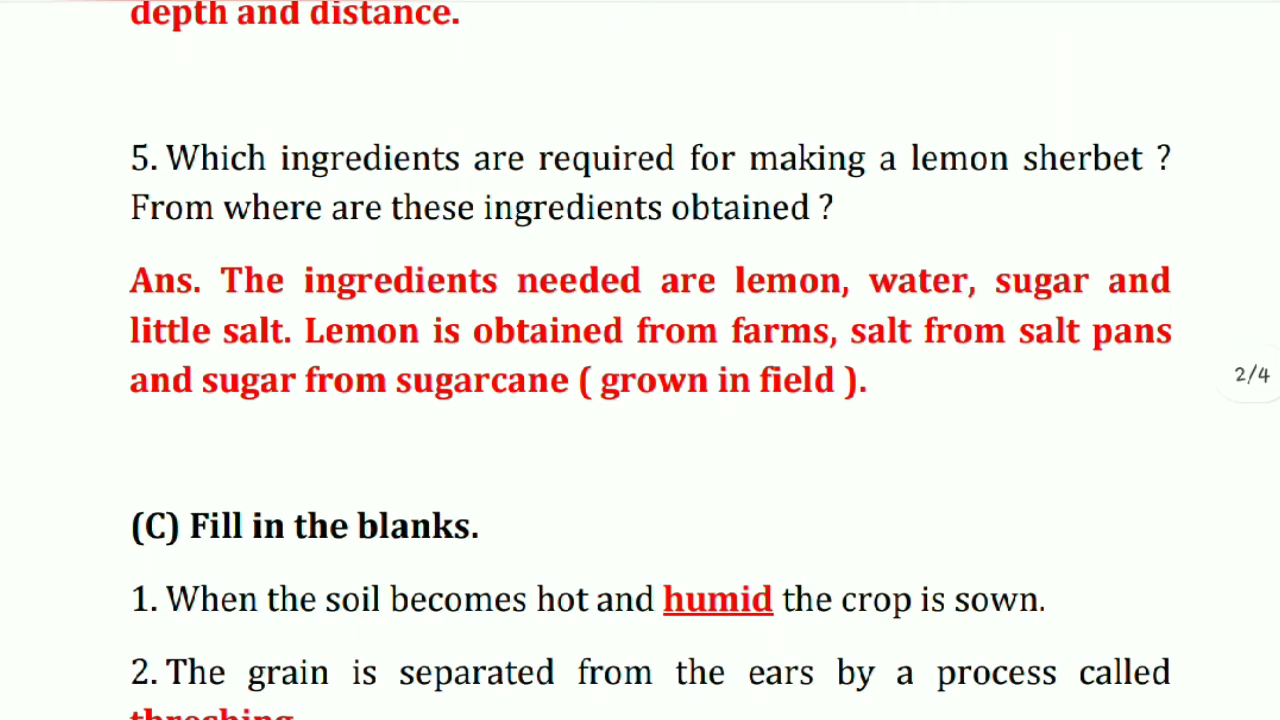 depth and distance.
5. Which ingredients are required for making a lemon sherbet ?
From where are these ingredients obtained ?
Ans. The ingredients needed are lemon, water, sugar and
little salt. Lemon is obtained from farms, salt from salt pans
and sugar from sugarcane ( grown in field ).
2/4
(C) Fill in the blanks.
1. When the soil becomes hot and humid the crop is sown.
2. The grain is separated from the ears by a process called
threshing